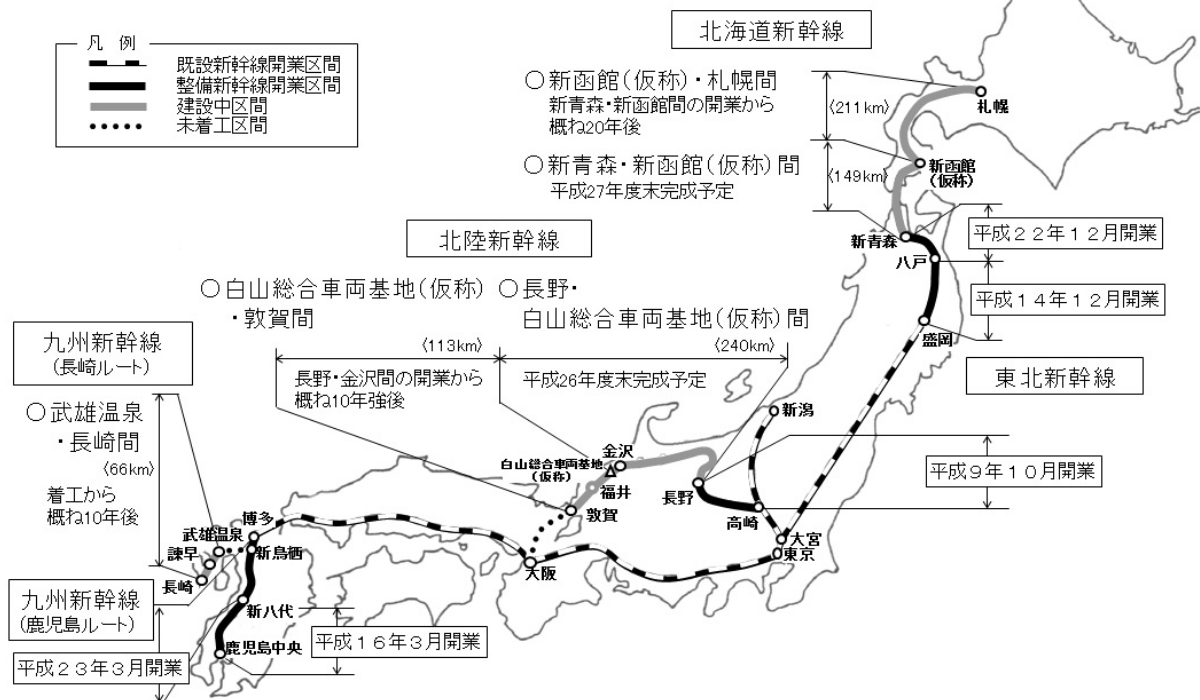 凡 例
既設新幹線開業区間
整備新幹線開業区間
建設中区間
未着工区間
北海道新幹線
○新函館(仮称)・札幌間
新青森・新函館間の開業から
概ね20年後
〈211km〉
札幌
○新青森・新函館(仮称)間
平成27年度末完成予定
〈149km〉
新函館
(仮称)
新青森
平成22年12月開業
八戸
平成14年12月開業
盛岡
東北新幹線
北陸新幹線
○白山総合車両基地(仮称)
・敦賀間
〈113km〉
長野・金沢間の開業から
概ね10年強後
○長野・
白山総合車両基地(仮称)間
〈240km〉
平成26年度末完成予定
新潟
金沢
白山総合車両基地
(仮称)
福井
敦賀
長野
高崎
平成9年10月開業
大宮
東京
大阪
九州新幹線
(長崎ルート)
○武雄温泉
・長崎間
〈66km〉
着工から
概ね10年後
博多
武雄温泉
新鳥栖
諫早
長崎
九州新幹線
(鹿児島ルート)
新八代
鹿児島中央
平成16年3月開業
平成23年3月開業